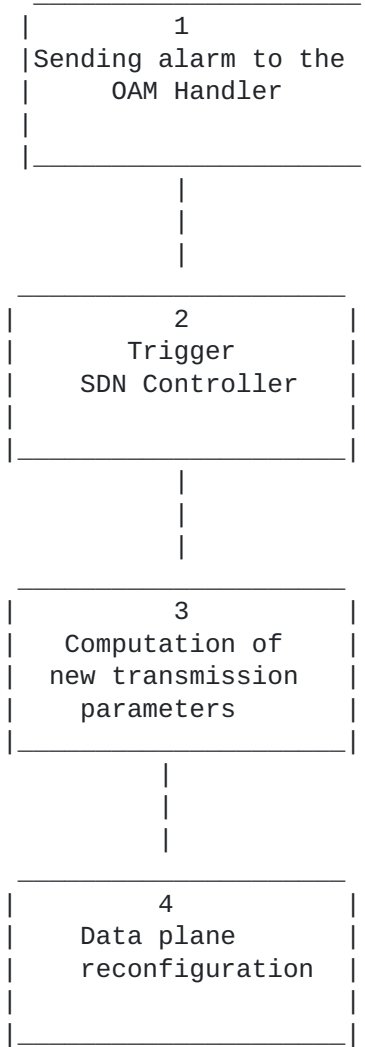 1
Sending alarm to the
OAM Handler
2
Trigger
SDN Controller
3
Computation of
new transmission
parameters
4
Data plane
reconfiguration